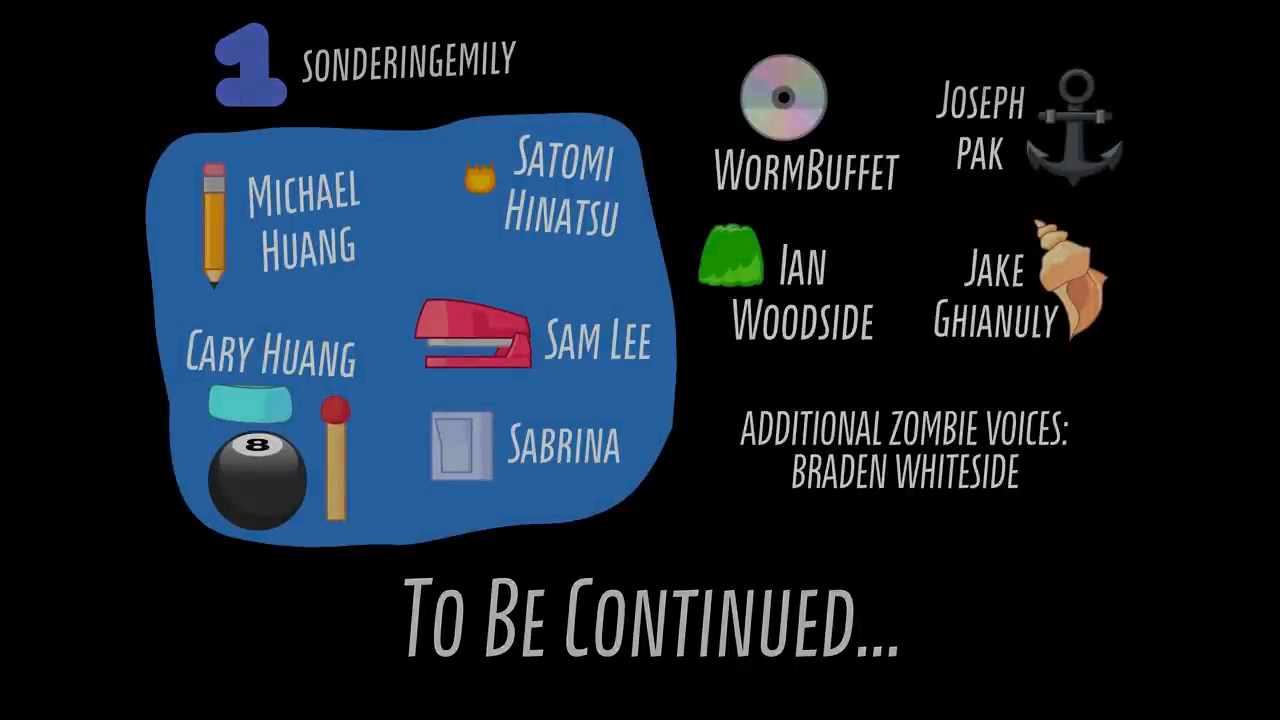 1 SONDERINGEMILY
MICHAEL
HUANG
SATOMI
HINATSU
CARY HUANG
SAM LEE
8
SABRINA
WORMBUFFET
JOSEPH
PAK
IAN
WOODSIDE
JAKE
GHIANULY
ADDITIONAL ZOMBIE VOICES:
BRADEN WHITESIDE
TO BE CONTINUED...